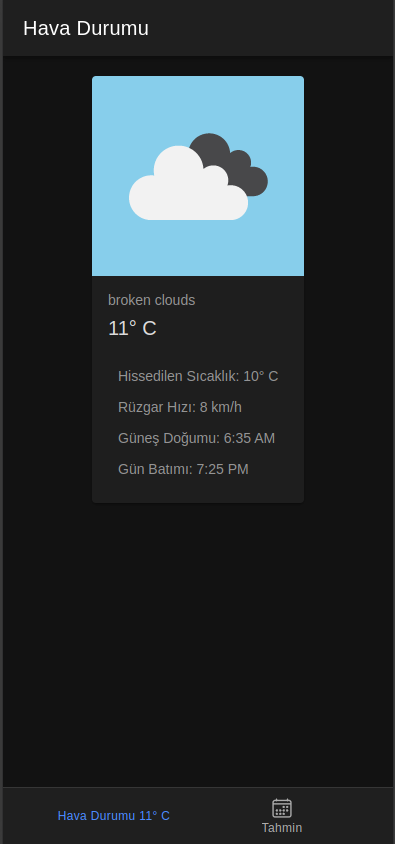 Hava Durumu
broken clouds
11° C
Hissedilen Sıcaklık: 10° C
Rüzgar Hızı: 8 km/h
Güneş Doğumu: 6:35 AM
Gün Batımı: 7:25 PM
Hava Durumu 11° C
Tahmin